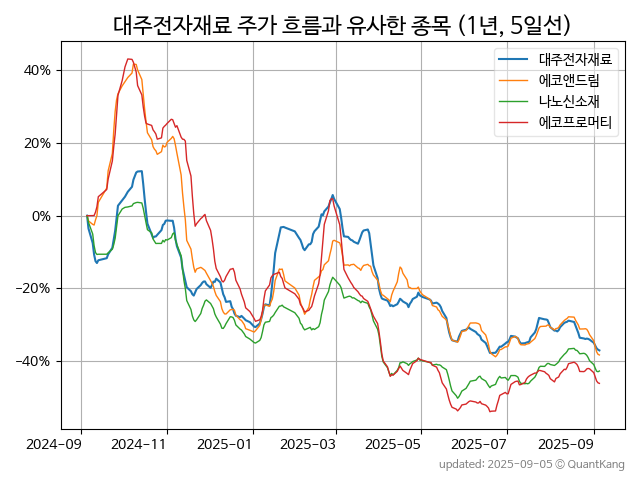 대주전자재료 주가 흐름과 유사한 종목 (1년, 5일선)
대주전자재료
에코앤드림
나노신소재
에코프로머티
40%
20%
0%
−20%
−40%
2024-09 2024-11 2025-01 2025-03 2025-05 2025-07 2025-09
updated: 2025-09-05 © QuantKang